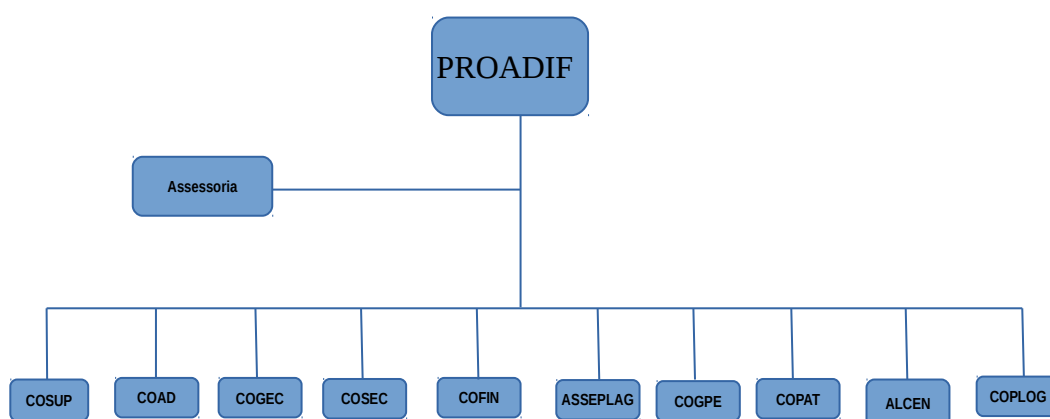 PROADIF
Assessoria
COSUP
COAD
COGEC
COSEC
COFIN
ASSEPLAG
COGPE
COPAT
ALCEN
COPLOG